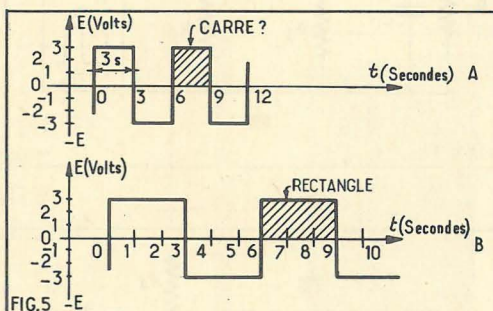 E(Volts)
CARRE ?
3
2
1
0
-1
-2
-3
-E
3 s
0 3 6 9 12
t(Secondes) A
E(Volts)
RECTANGLE
3
2
1
0
-1
-2
-3
-E
0 1 2 3 4 5 6 7 8 9 10
t(Secondes)
B
FIG.5